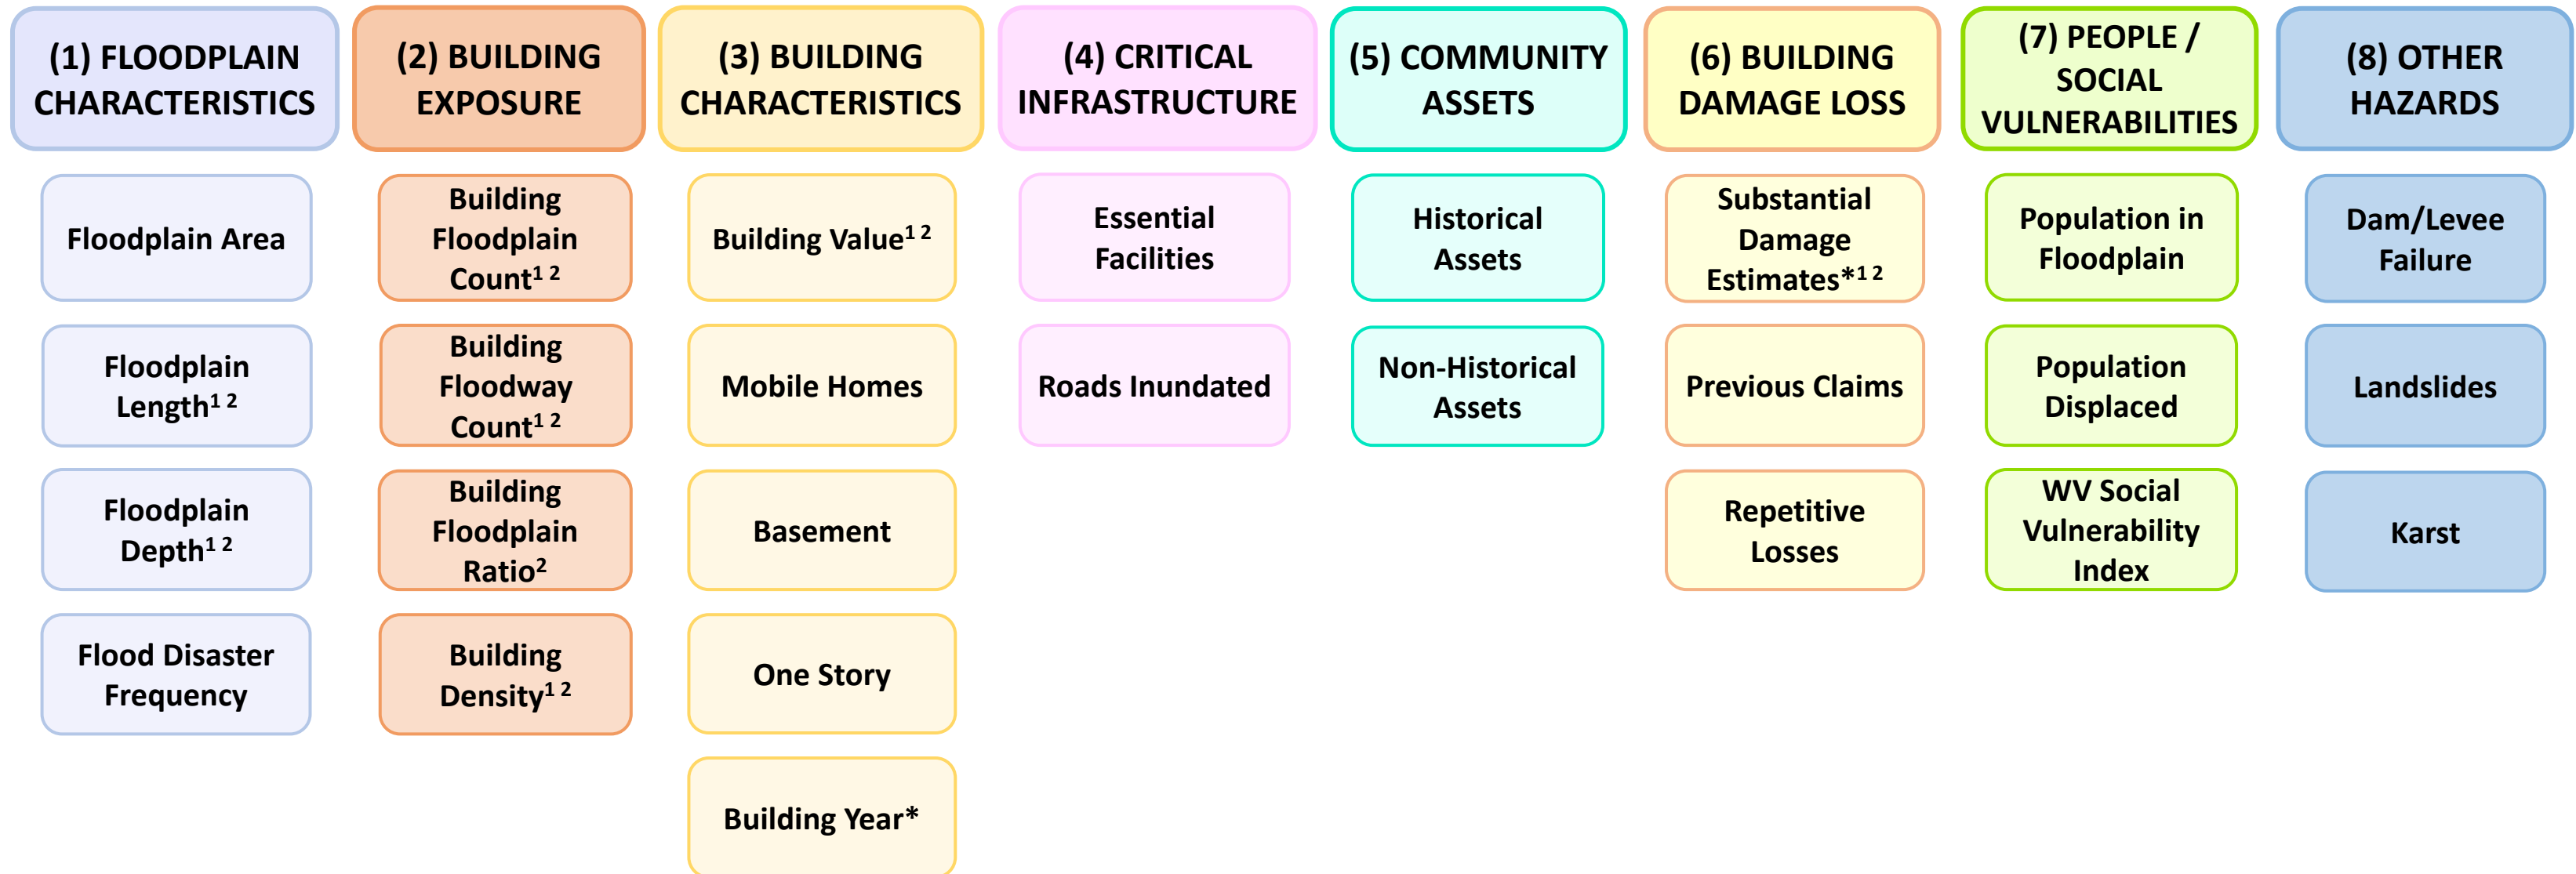 (1) FLOODPLAIN
CHARACTERISTICS
Floodplain Area
Floodplain
Length¹ ²
Floodplain
Depth¹ ²
Flood Disaster
Frequency
(2) BUILDING
EXPOSURE
Building
Floodplain
Count¹ ²
Building
Floodway
Count¹ ²
Building
Floodplain
Ratio²
Building
Density¹ ²
(3) BUILDING
CHARACTERISTICS
Building Value¹ ²
Mobile Homes
Basement
One Story
Building Year*
(4) CRITICAL
INFRASTRUCTURE
Essential
Facilities
Roads Inundated
(5) COMMUNITY
ASSETS
Historical
Assets
Non-Historical
Assets
(6) BUILDING
DAMAGE LOSS
Substantial
Damage
Estimates*¹ ²
Previous Claims
Repetitive
Losses
(7) PEOPLE /
SOCIAL
VULNERABILITIES
Population in
Floodplain
Population
Displaced
WV Social
Vulnerability
Index
(8) OTHER
HAZARDS
Dam/Levee
Failure
Landslides
Karst